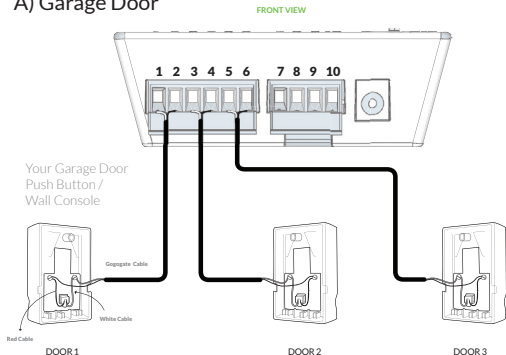 A) Garage Door
FRONT VIEW
1 2 3 4 5 6 7 8 9 10
Your Garage Door
Push Button /
Wall Console
Gogogate Cable
White Cable
Red Cable
DOOR 1 DOOR 2 DOOR 3